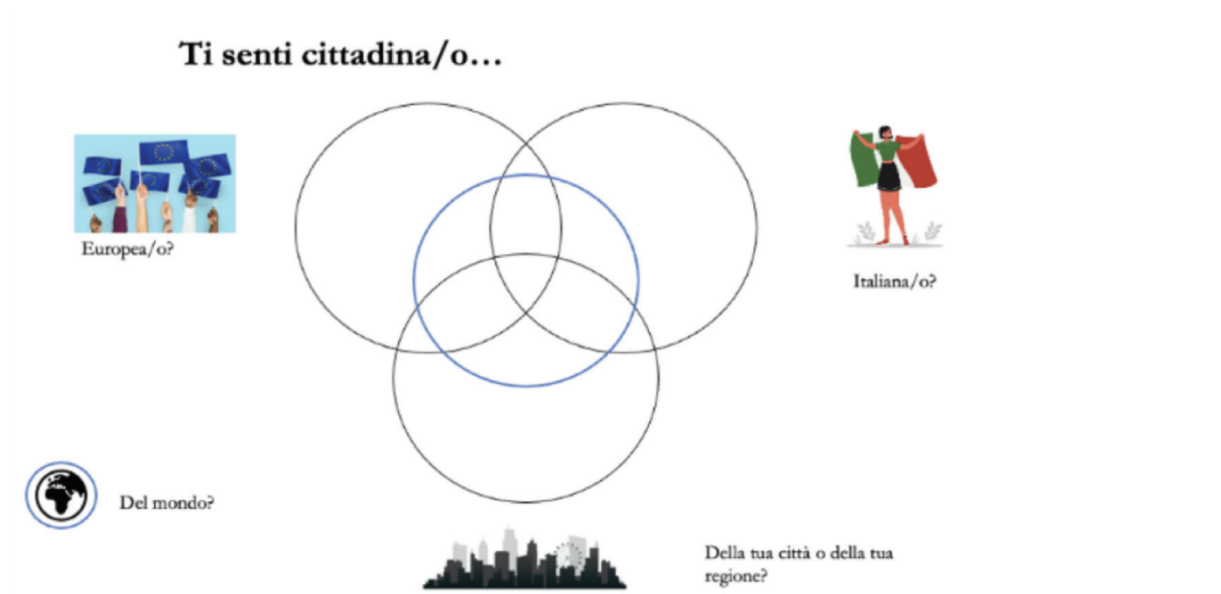 Ti senti cittadina/o...
Europea/o?
Italiana/o?
Del mondo?
Della tua città o della tua
regione?